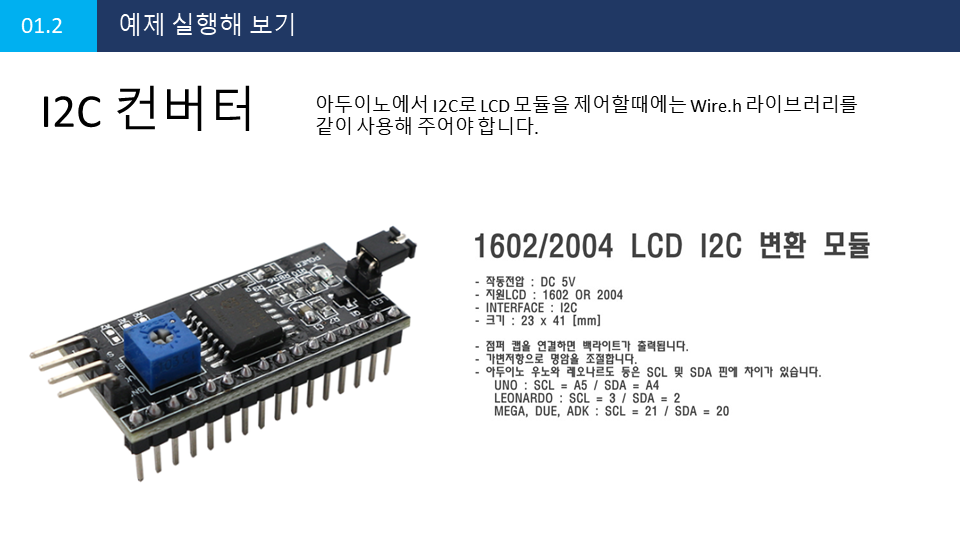 01.2
예제 실행해 보기
I2C 컨버터
아두이노에서 I2C로 LCD 모듈을 제어할때에는 Wire.h 라이브러리를
같이 사용해 주어야 합니다.
1602/2004 LCD I2C 변환 모듈
- 작동전압 : DC 5V
- 지원LCD : 1602 OR 2004
- INTERFACE : I2C
- 크기 : 23 x 41 [mm]
- 점퍼 캡을 연결하면 백라이트가 출력됩니다.
- 가변저항으로 명암을 조절합니다.
- 아두이노 우노와 레오나르도 등은 SCL 및 SDA 핀에 차이가 있습니다.
UNO : SCL = A5 / SDA = A4
LEONARDO : SCL = 3 / SDA = 2
MEGA, DUE, ADK : SCL = 21 / SDA = 20
POWER
LED